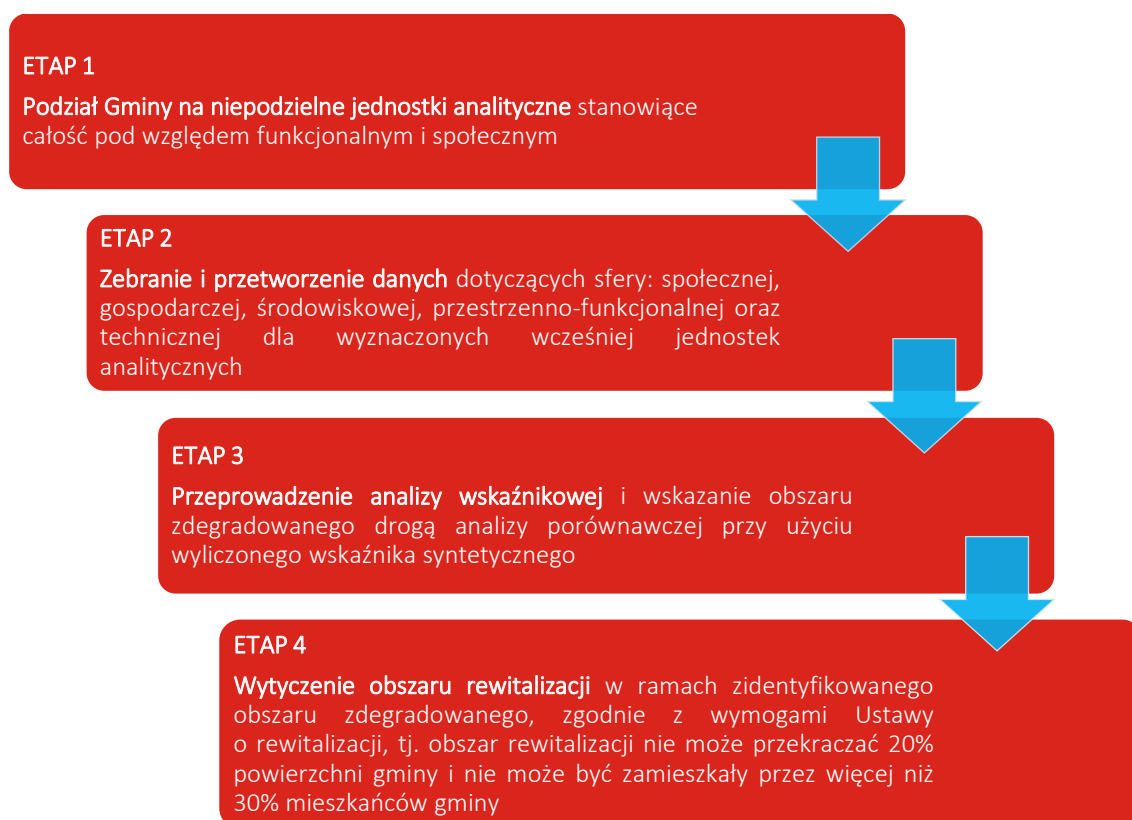 ETAP 1
Podział Gminy na niepodzielne jednostki analityczne stanowiące
całość pod względem funkcjonalnym i społecznym
ETAP 2
Zebranie i przetworzenie danych dotyczących sfery: społecznej,
gospodarczej, środowiskowej, przestrzenno-funkcjonalnej oraz
technicznej dla wyznaczonych wcześniej jednostek
analitycznych
ETAP 3
Przeprowadzenie analizy wskaźnikowej i wskazanie obszaru
zdegradowanego drogą analizy porównawczej przy użyciu
wyliczonego wskaźnika syntetycznego
ETAP 4
Wytyczenie obszaru rewitalizacji w ramach zidentyfikowanego
obszaru zdegradowanego, zgodnie z wymogami Ustawy
o rewitalizacji, tj. obszar rewitalizacji nie może przekraczać 20%
powierzchni gminy i nie może być zamieszkały przez więcej niż
30% mieszkańców gminy